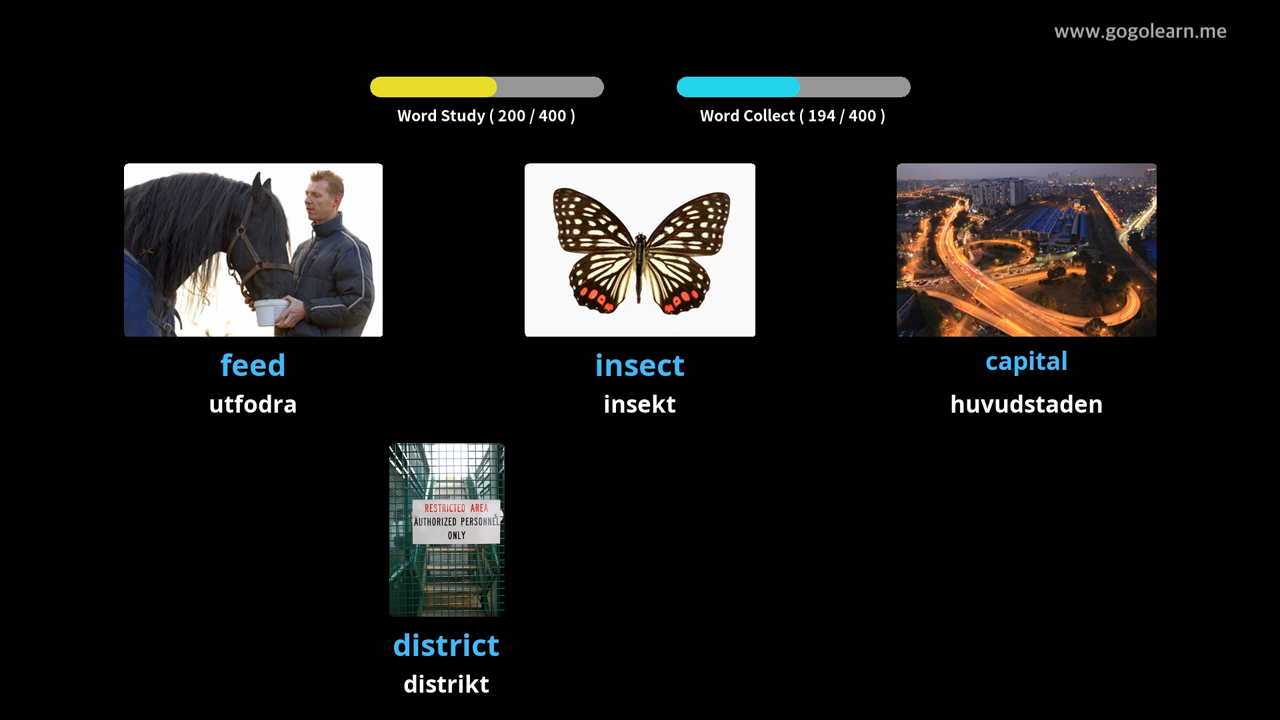 www.gogolearn.me
Word Study ( 200 / 400 )
Word Collect ( 194 / 400 )
feed
utfodra
insect
insekt
capital
huvudstaden
RESTRICTED AREA
AUTHORIZED PERSONNEL
ONLY
district
distrikt